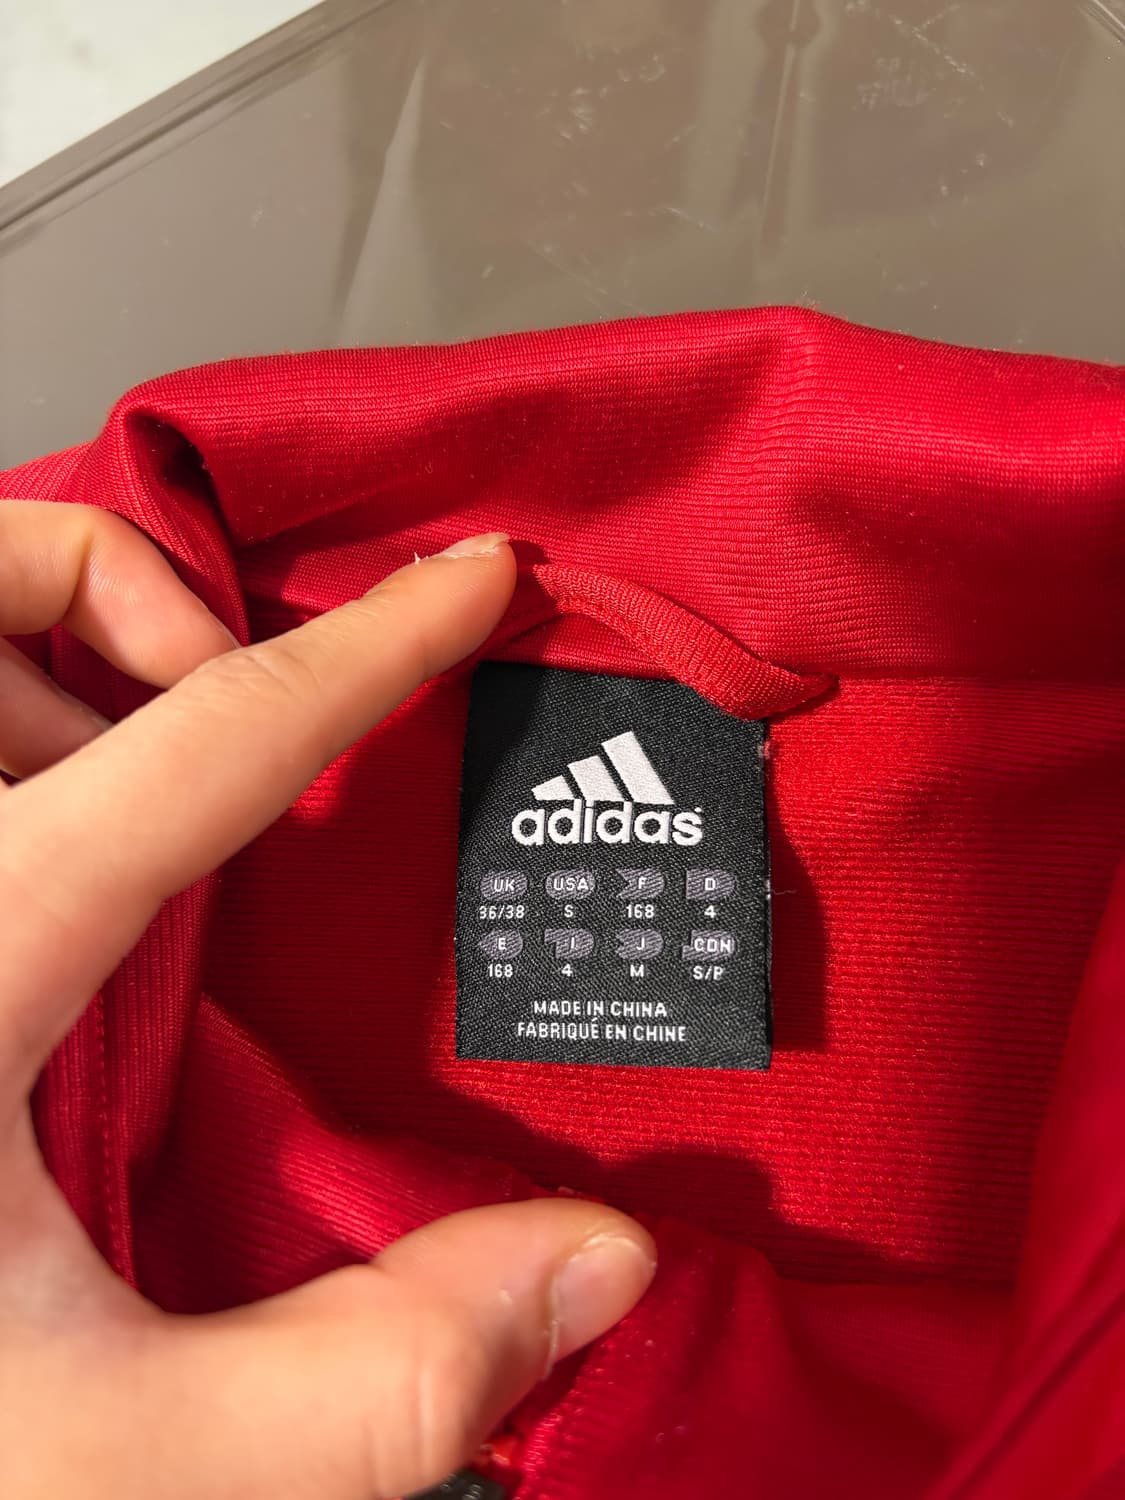 adidas
UK USA F D
36/38 S 168 4
E I J CDN
168 4 M S/P
MADE IN CHINA
FABRIQUÉ EN CHINE